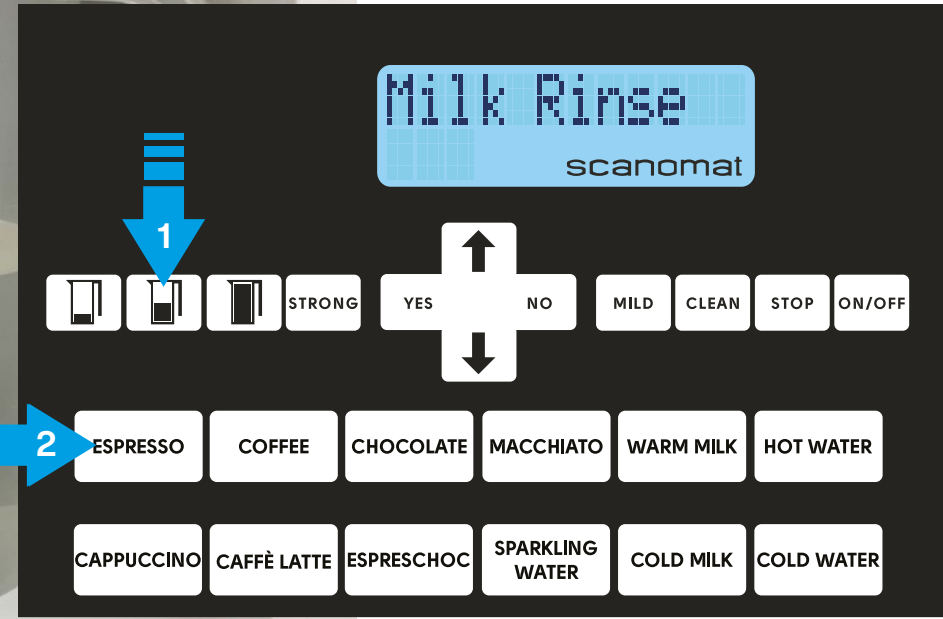 Milk Rinse
scanomat
1
STRONG YES NO MILD CLEAN STOP ON/OFF
2 ESPRESSO COFFEE CHOCOLATE MACCHIATO WARM MILK HOT WATER
CAPPUCCINO CAFFÈ LATTE ESPRESCHOC SPARKLING WATER COLD MILK COLD WATER